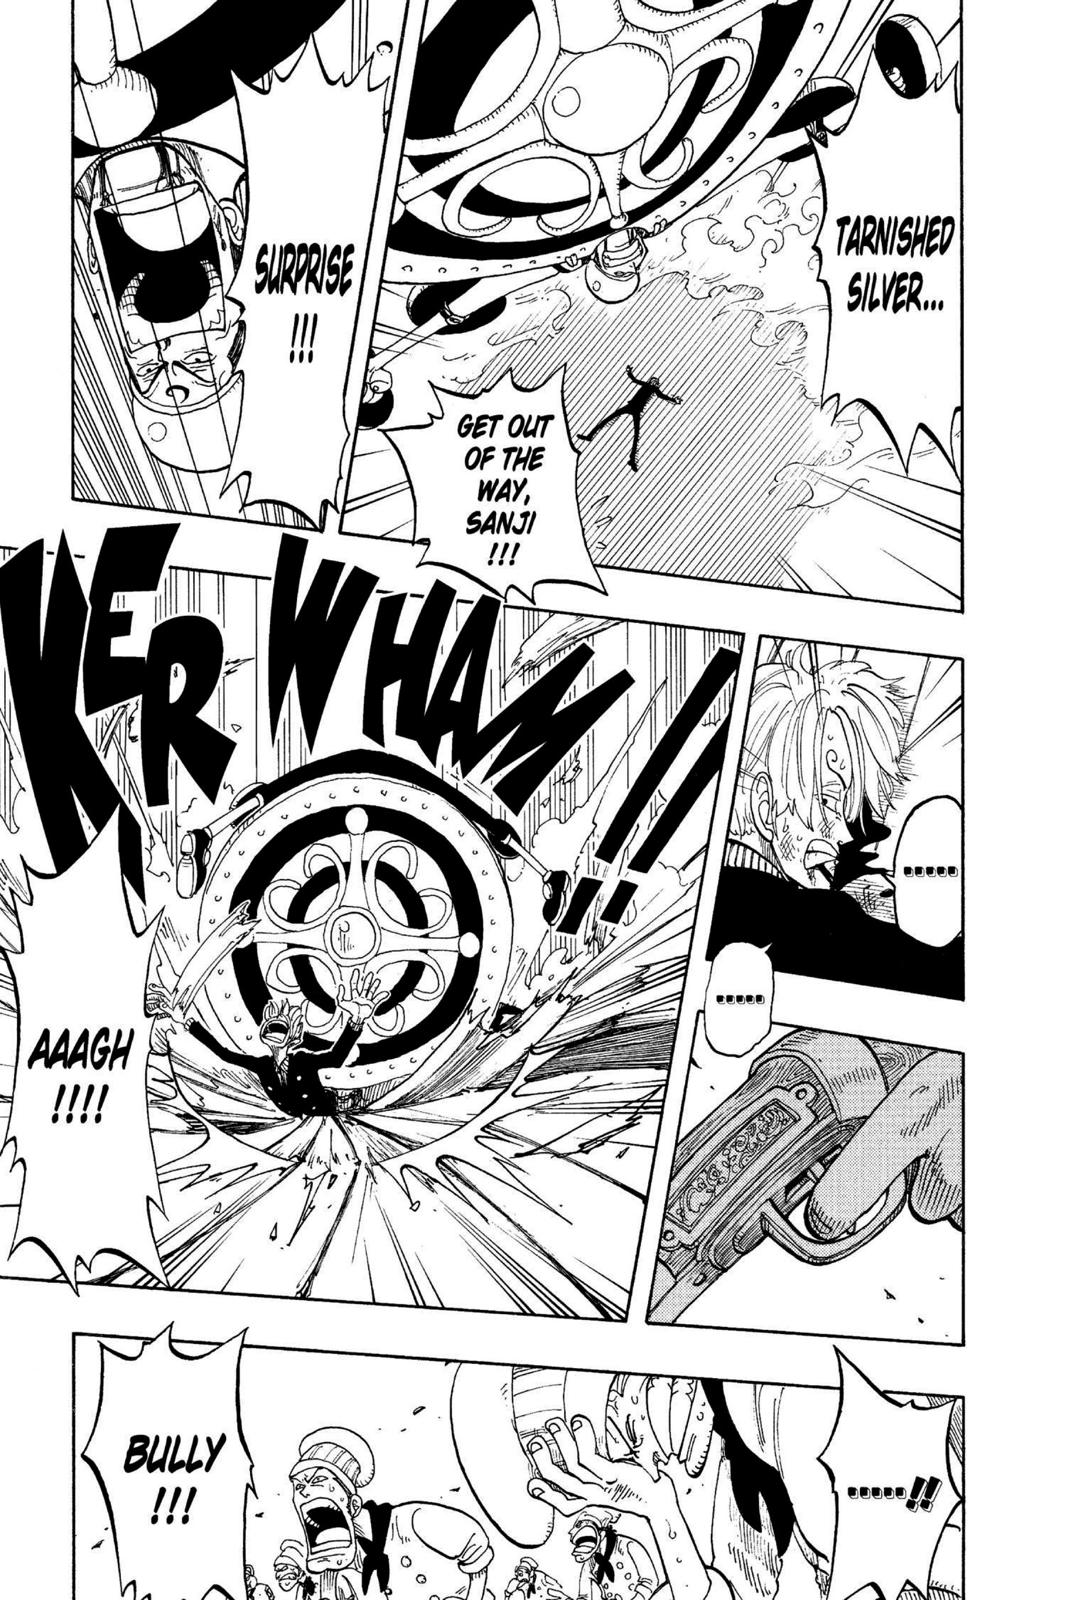 TARNISHED
SILVER...
GET OUT
OF THE
WAY,
SANJI
!!!
SURPRISE
!!!
......
......
KER WHAM!!
AAAGH
!!!!
......!!
BULLY
!!!